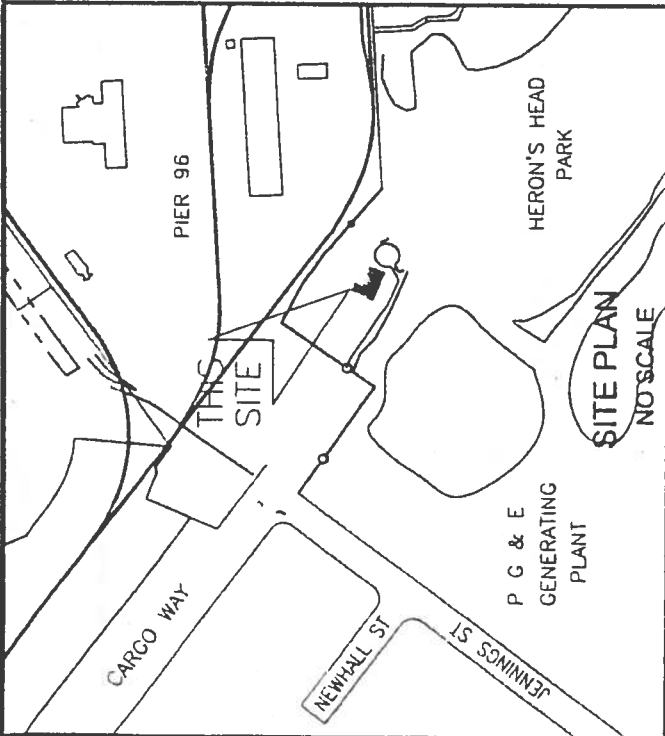 PIER 96
HERON'S HEAD
PARK
THIS
SITE
SITE PLAN
NO SCALE
CARGO WAY
P G & E
GENERATING
PLANT
NEWHALL ST
JENNINGS ST